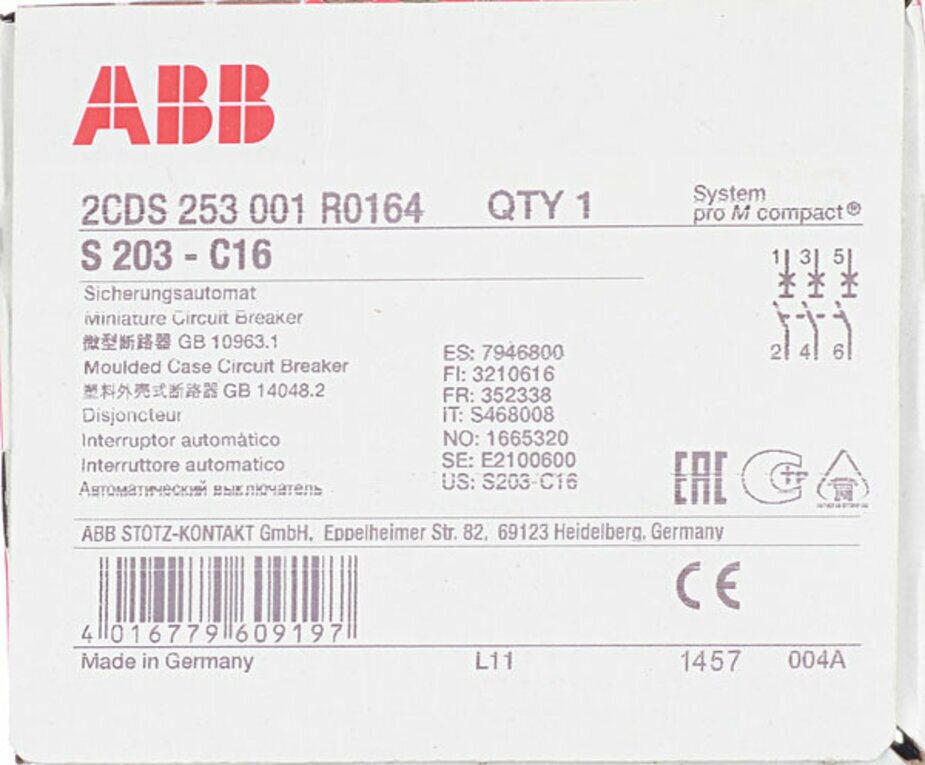 ABB
2CDS 253 001 R0164 QTY 1
System
pro M compact®
S 203 - C16
1 3 5
2 4 6
Sicherungsautomat
Miniature Circuit Breaker
微型断路器 GB 10963.1
Moulded Case Circuit Breaker
塑料外壳式断路器 GB 14048.2
Disjoncteur
Interruptor automático
Interruttore automatico
Автоматический выключатель
ES: 7946800
FI: 3210616
FR: 352338
IT: S468008
NO: 1665320
SE: E2100600
US: S203-C16
EAC
ABB STOTZ-KONTAKT GmbH, Eppelheimer Str. 82, 69123 Heidelberg, Germany
CE
4 016779 609197
Made in Germany L11 1457 004A